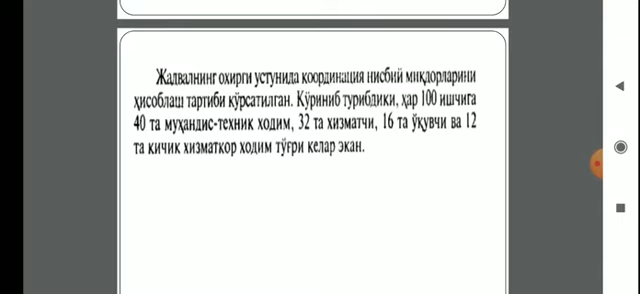 Жадвалнинг охирги устунида координация нисбий миқдорларини
ҳисоблаш тартиби кўрсатилган. Кўриниб турибдики, ҳар 100 ишчига
40 та муҳандис-техник ходим, 32 та хизматчи, 16 та ўқувчи ва 12
та кичик хизматкор ходим тўғри келар экан.